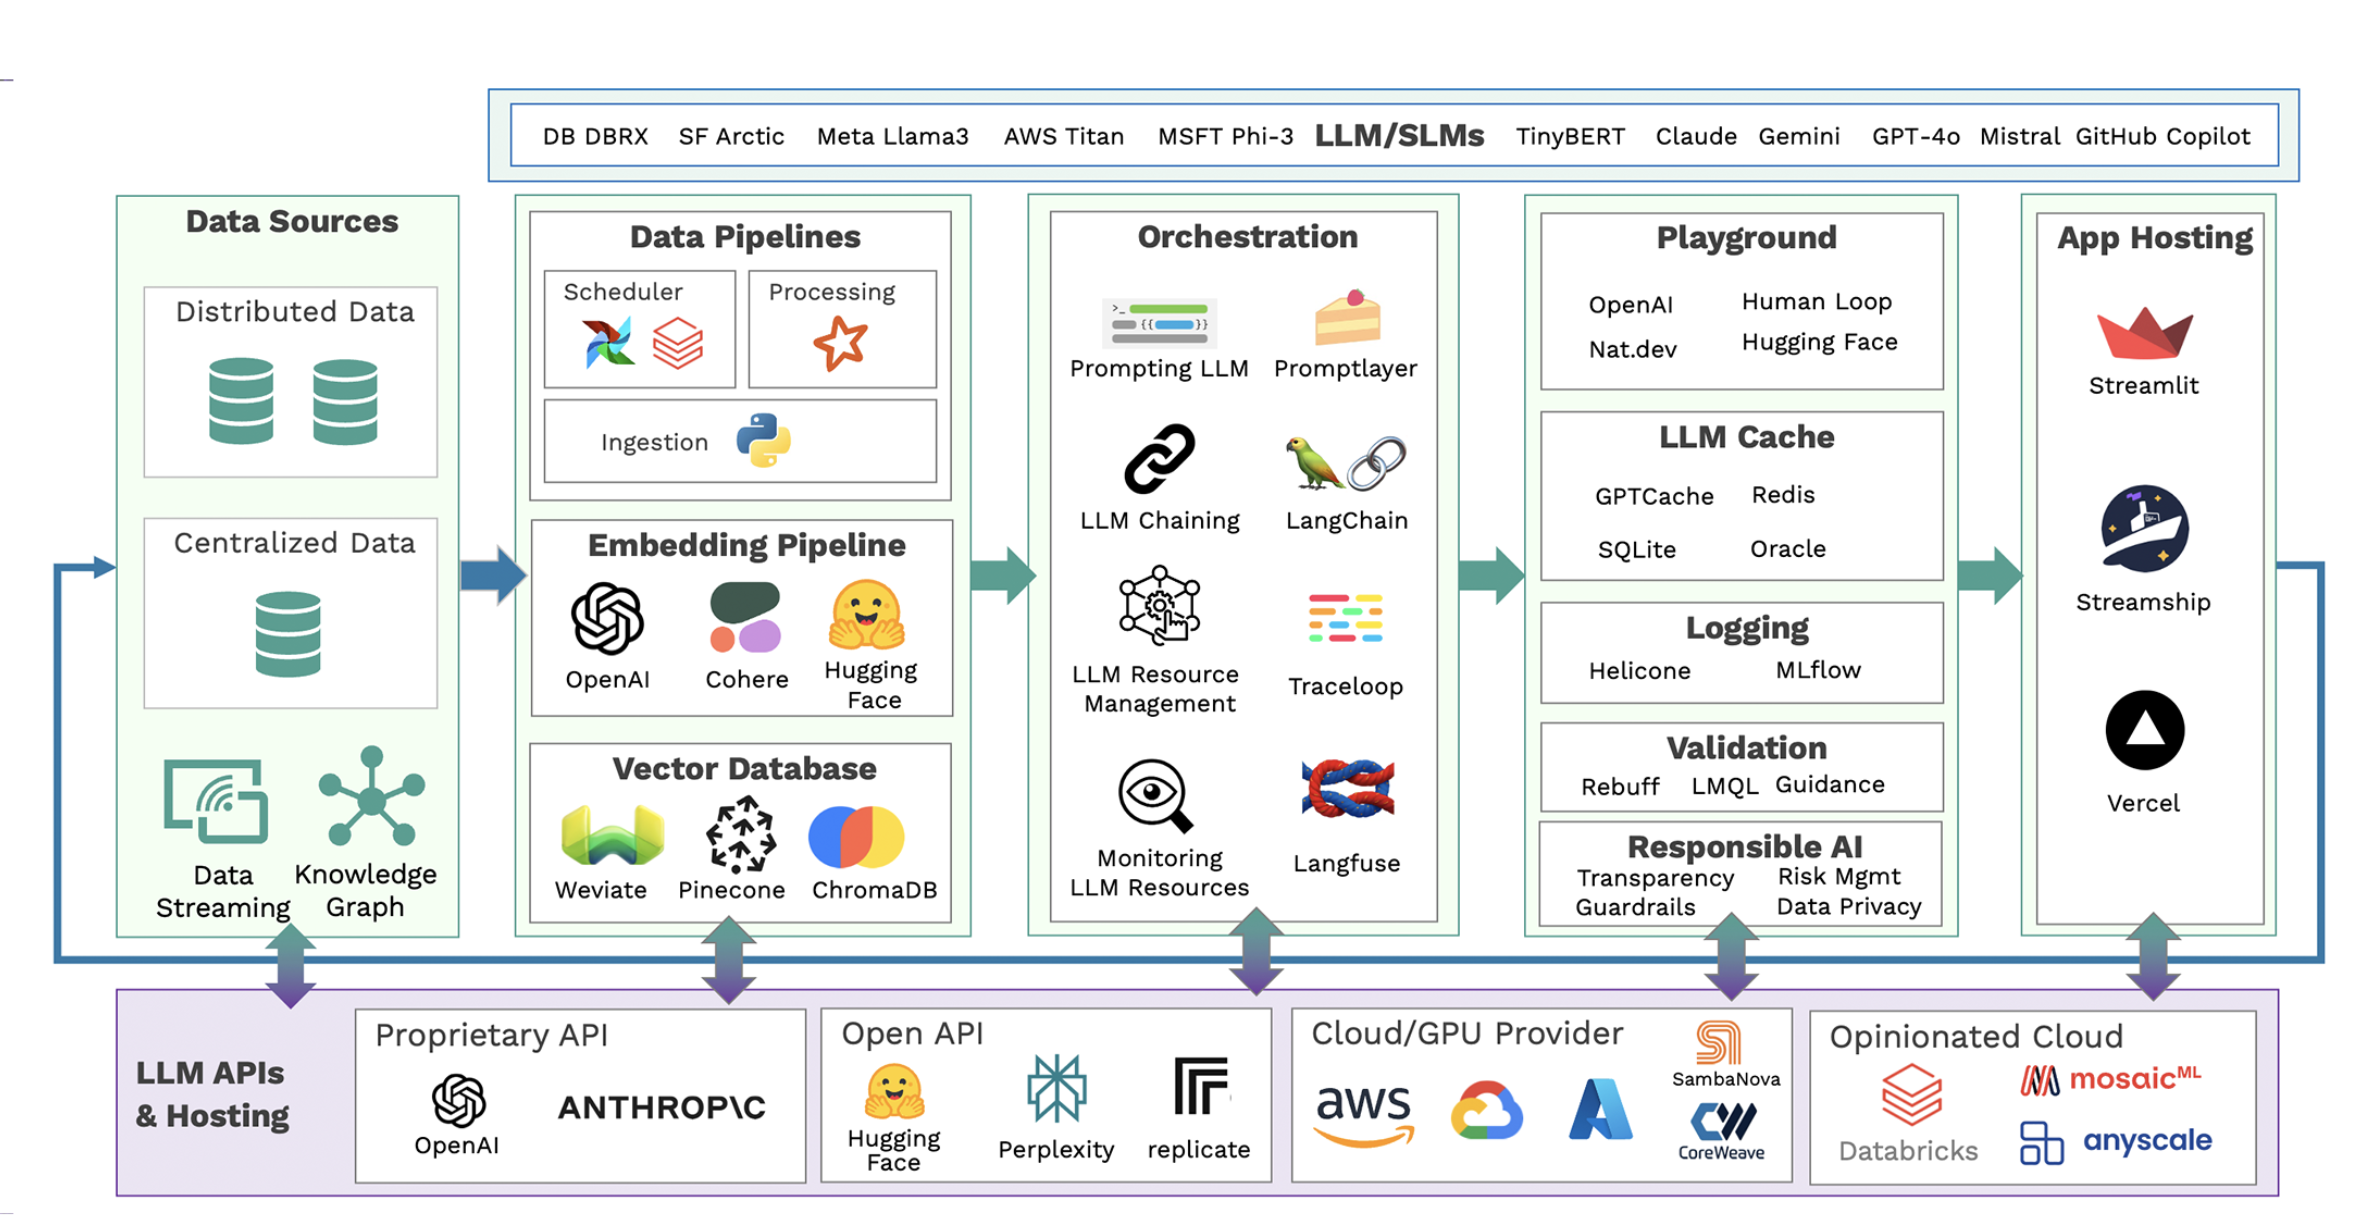 DB DBRX SF Arctic Meta Llama3 AWS Titan MSFT Phi-3 LLM/SLMs TinyBERT Claude Gemini GPT-4o Mistral GitHub Copilot
Data Sources
Distributed Data
Centralized Data
Data
Streaming
Knowledge
Graph
Data Pipelines
Scheduler
Processing
Ingestion
Embedding Pipeline
OpenAI
Cohere
Hugging
Face
Vector Database
Weviate
Pinecone
ChromaDB
Orchestration
>_
{{ }}
Prompting LLM
Promptlayer
LLM Chaining
LangChain
LLM Resource
Management
Traceloop
Monitoring
LLM Resources
Langfuse
Playground
OpenAI
Human Loop
Nat.dev
Hugging Face
LLM Cache
GPTCache
Redis
SQLite
Oracle
Logging
Helicone
MLflow
Validation
Rebuff
LMQL
Guidance
Responsible AI
Transparency
Risk Mgmt
Guardrails
Data Privacy
App Hosting
Streamlit
Streamship
Vercel
LLM APIs
& Hosting
Proprietary API
OpenAI
ANTHROP\C
Open API
Hugging
Face
Perplexity
replicate
Cloud/GPU Provider
aws
SambaNova
CoreWeave
Opinionated Cloud
Databricks
mosaicML
anyscale